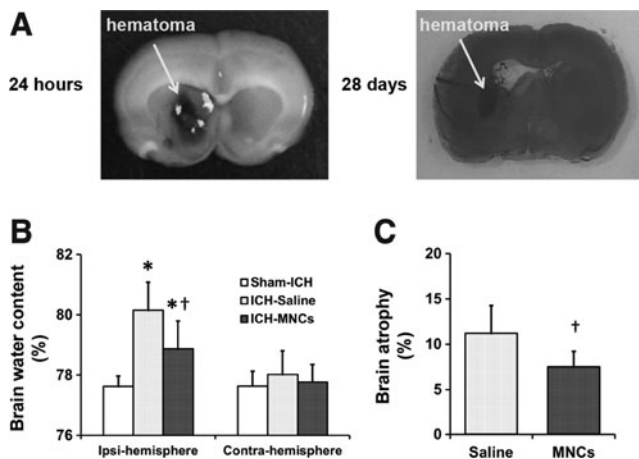 A
hematoma
24 hours
hematoma
28 days
B
Brain water content
(%)
82
80
78
76
*
*†
Sham-ICH
ICH-Saline
ICH-MNCs
Ipsi-hemisphere
Contra-hemisphere
C
Brain atrophy
(%)
20
15
10
5
0
†
Saline
MNCs